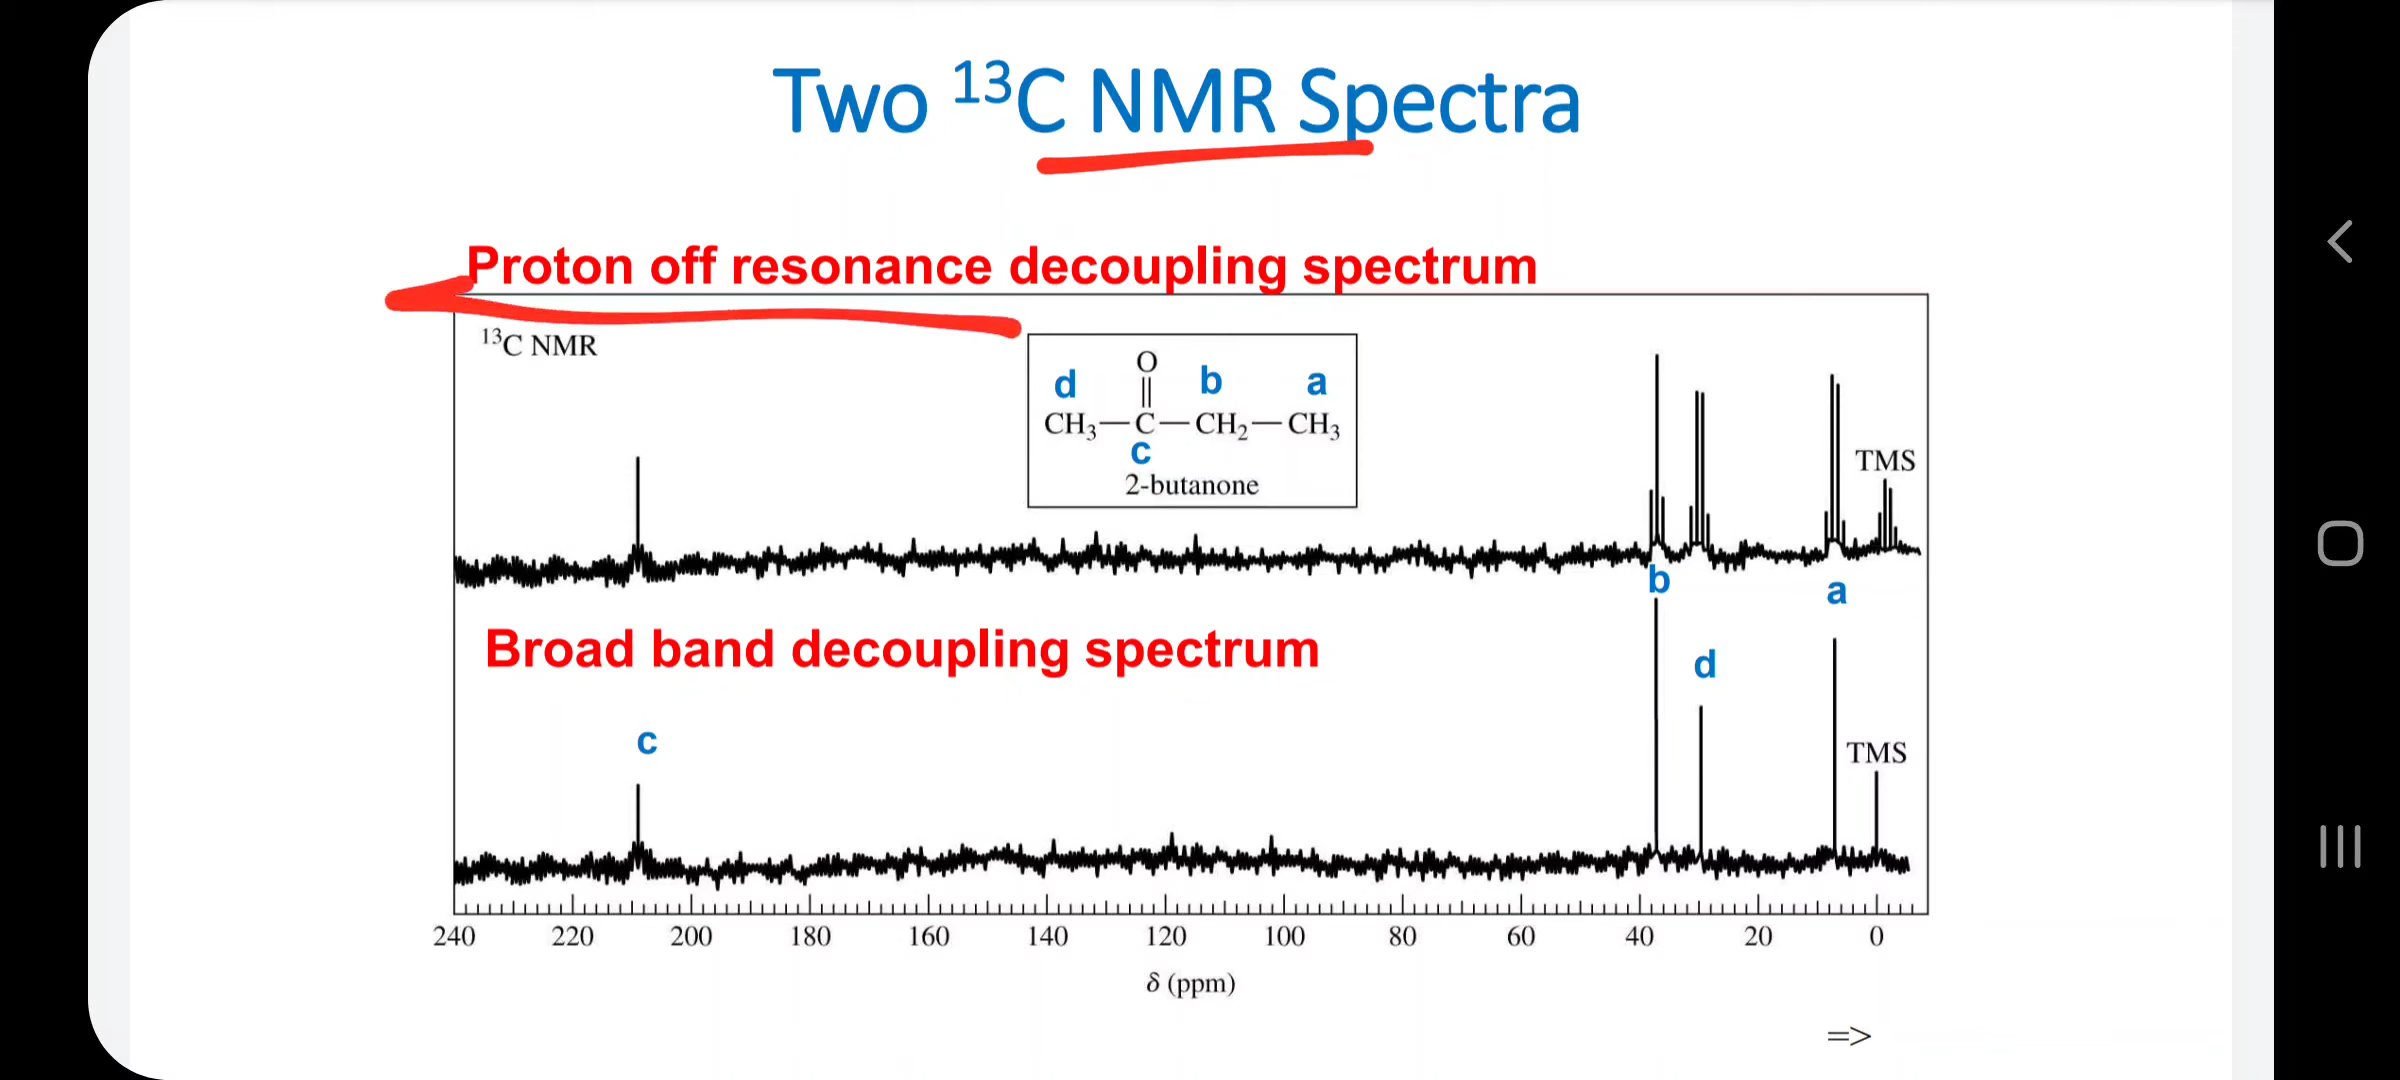 Two ¹³C NMR Spectra
Proton off resonance decoupling spectrum
¹³C NMR
O
d b a
CH₃—C—CH₂—CH₃
c
2-butanone
TMS
b
a
Broad band decoupling spectrum
d
c
TMS
240 220 200 180 160 140 120 100 80 60 40 20 0
δ (ppm)
=>